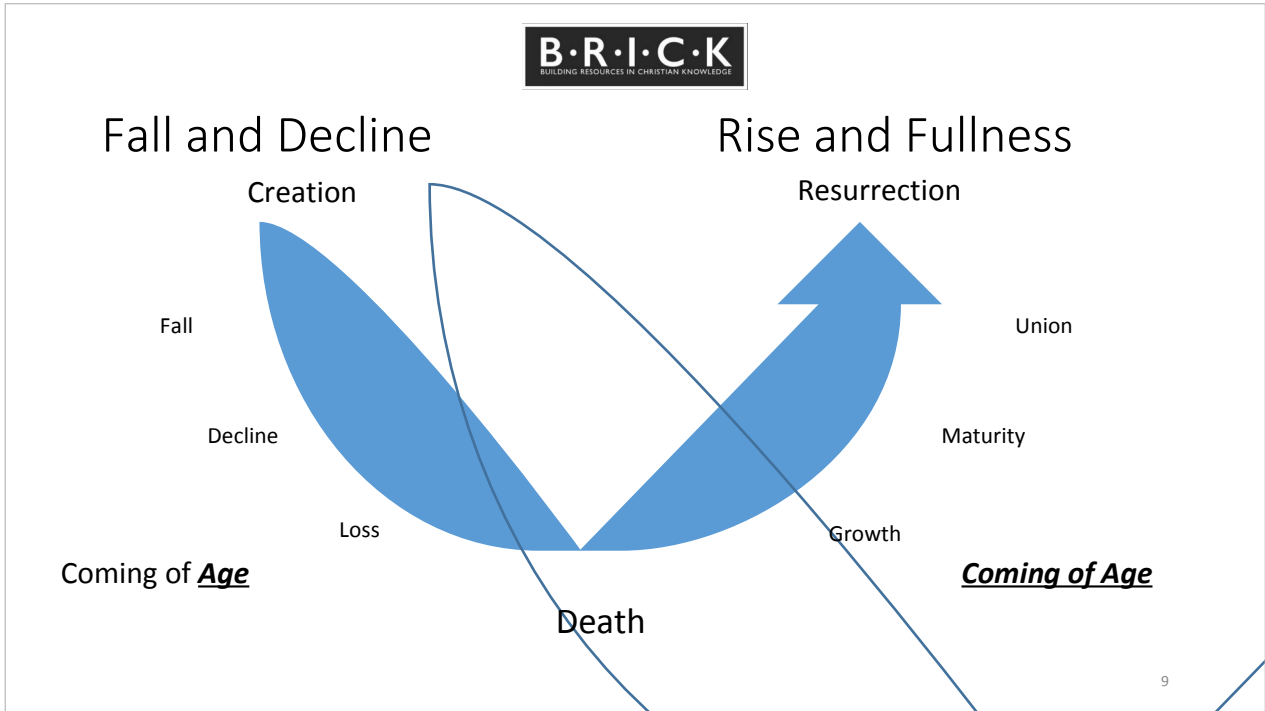 B·R·I·C·K
BUILDING RESOURCES IN CHRISTIAN KNOWLEDGE
Fall and Decline
Rise and Fullness
Creation
Resurrection
Fall
Union
Decline
Maturity
Loss
Growth
Coming of Age
Coming of Age
Death
9